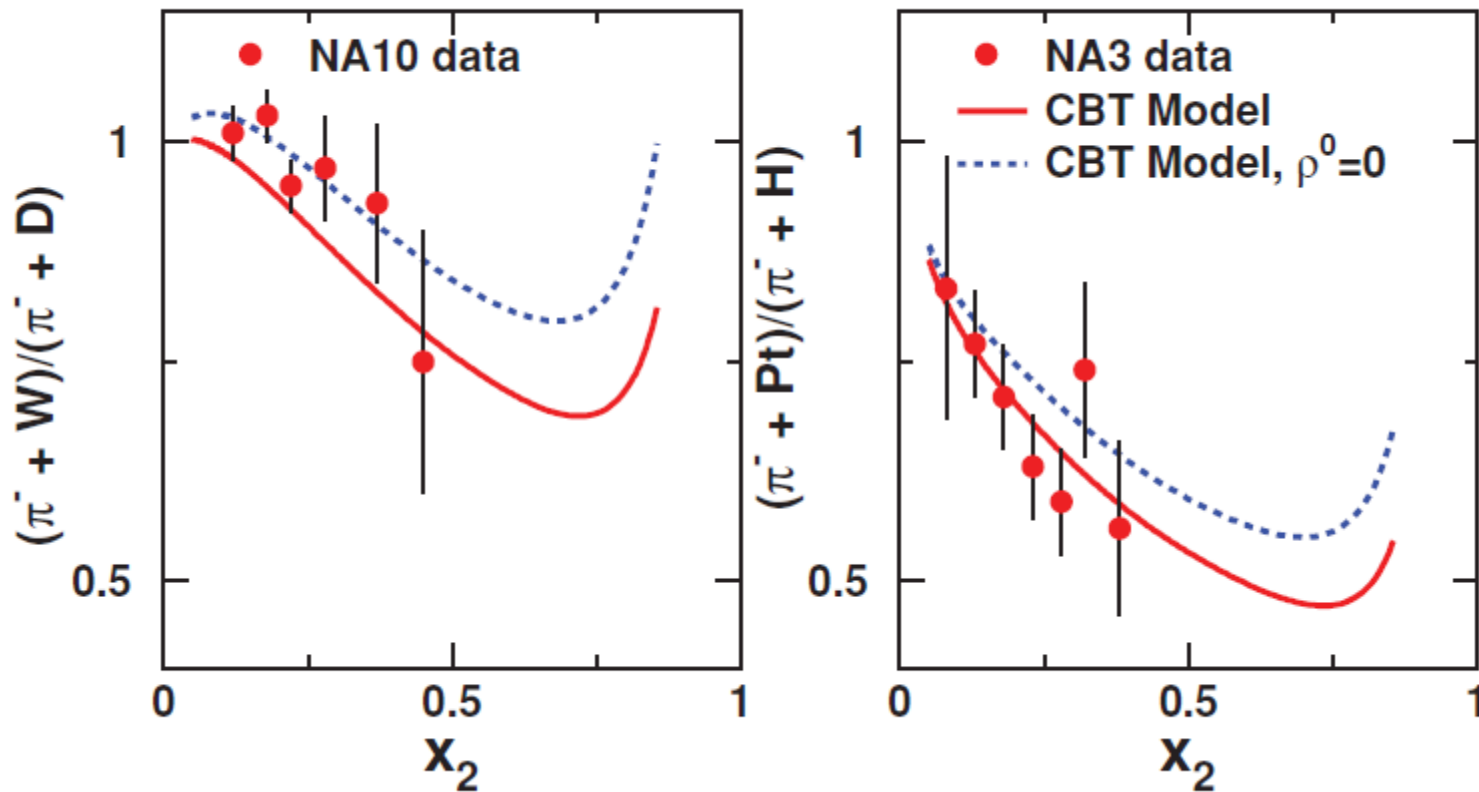 NA10 data
(π⁻ + W)/(π⁻ + D)
1
0.5
0
0.5
1
x₂
NA3 data
CBT Model
CBT Model, ρ⁰=0
(π⁻ + Pt)/(π⁻ + H)
1
0.5
0
0.5
1
x₂